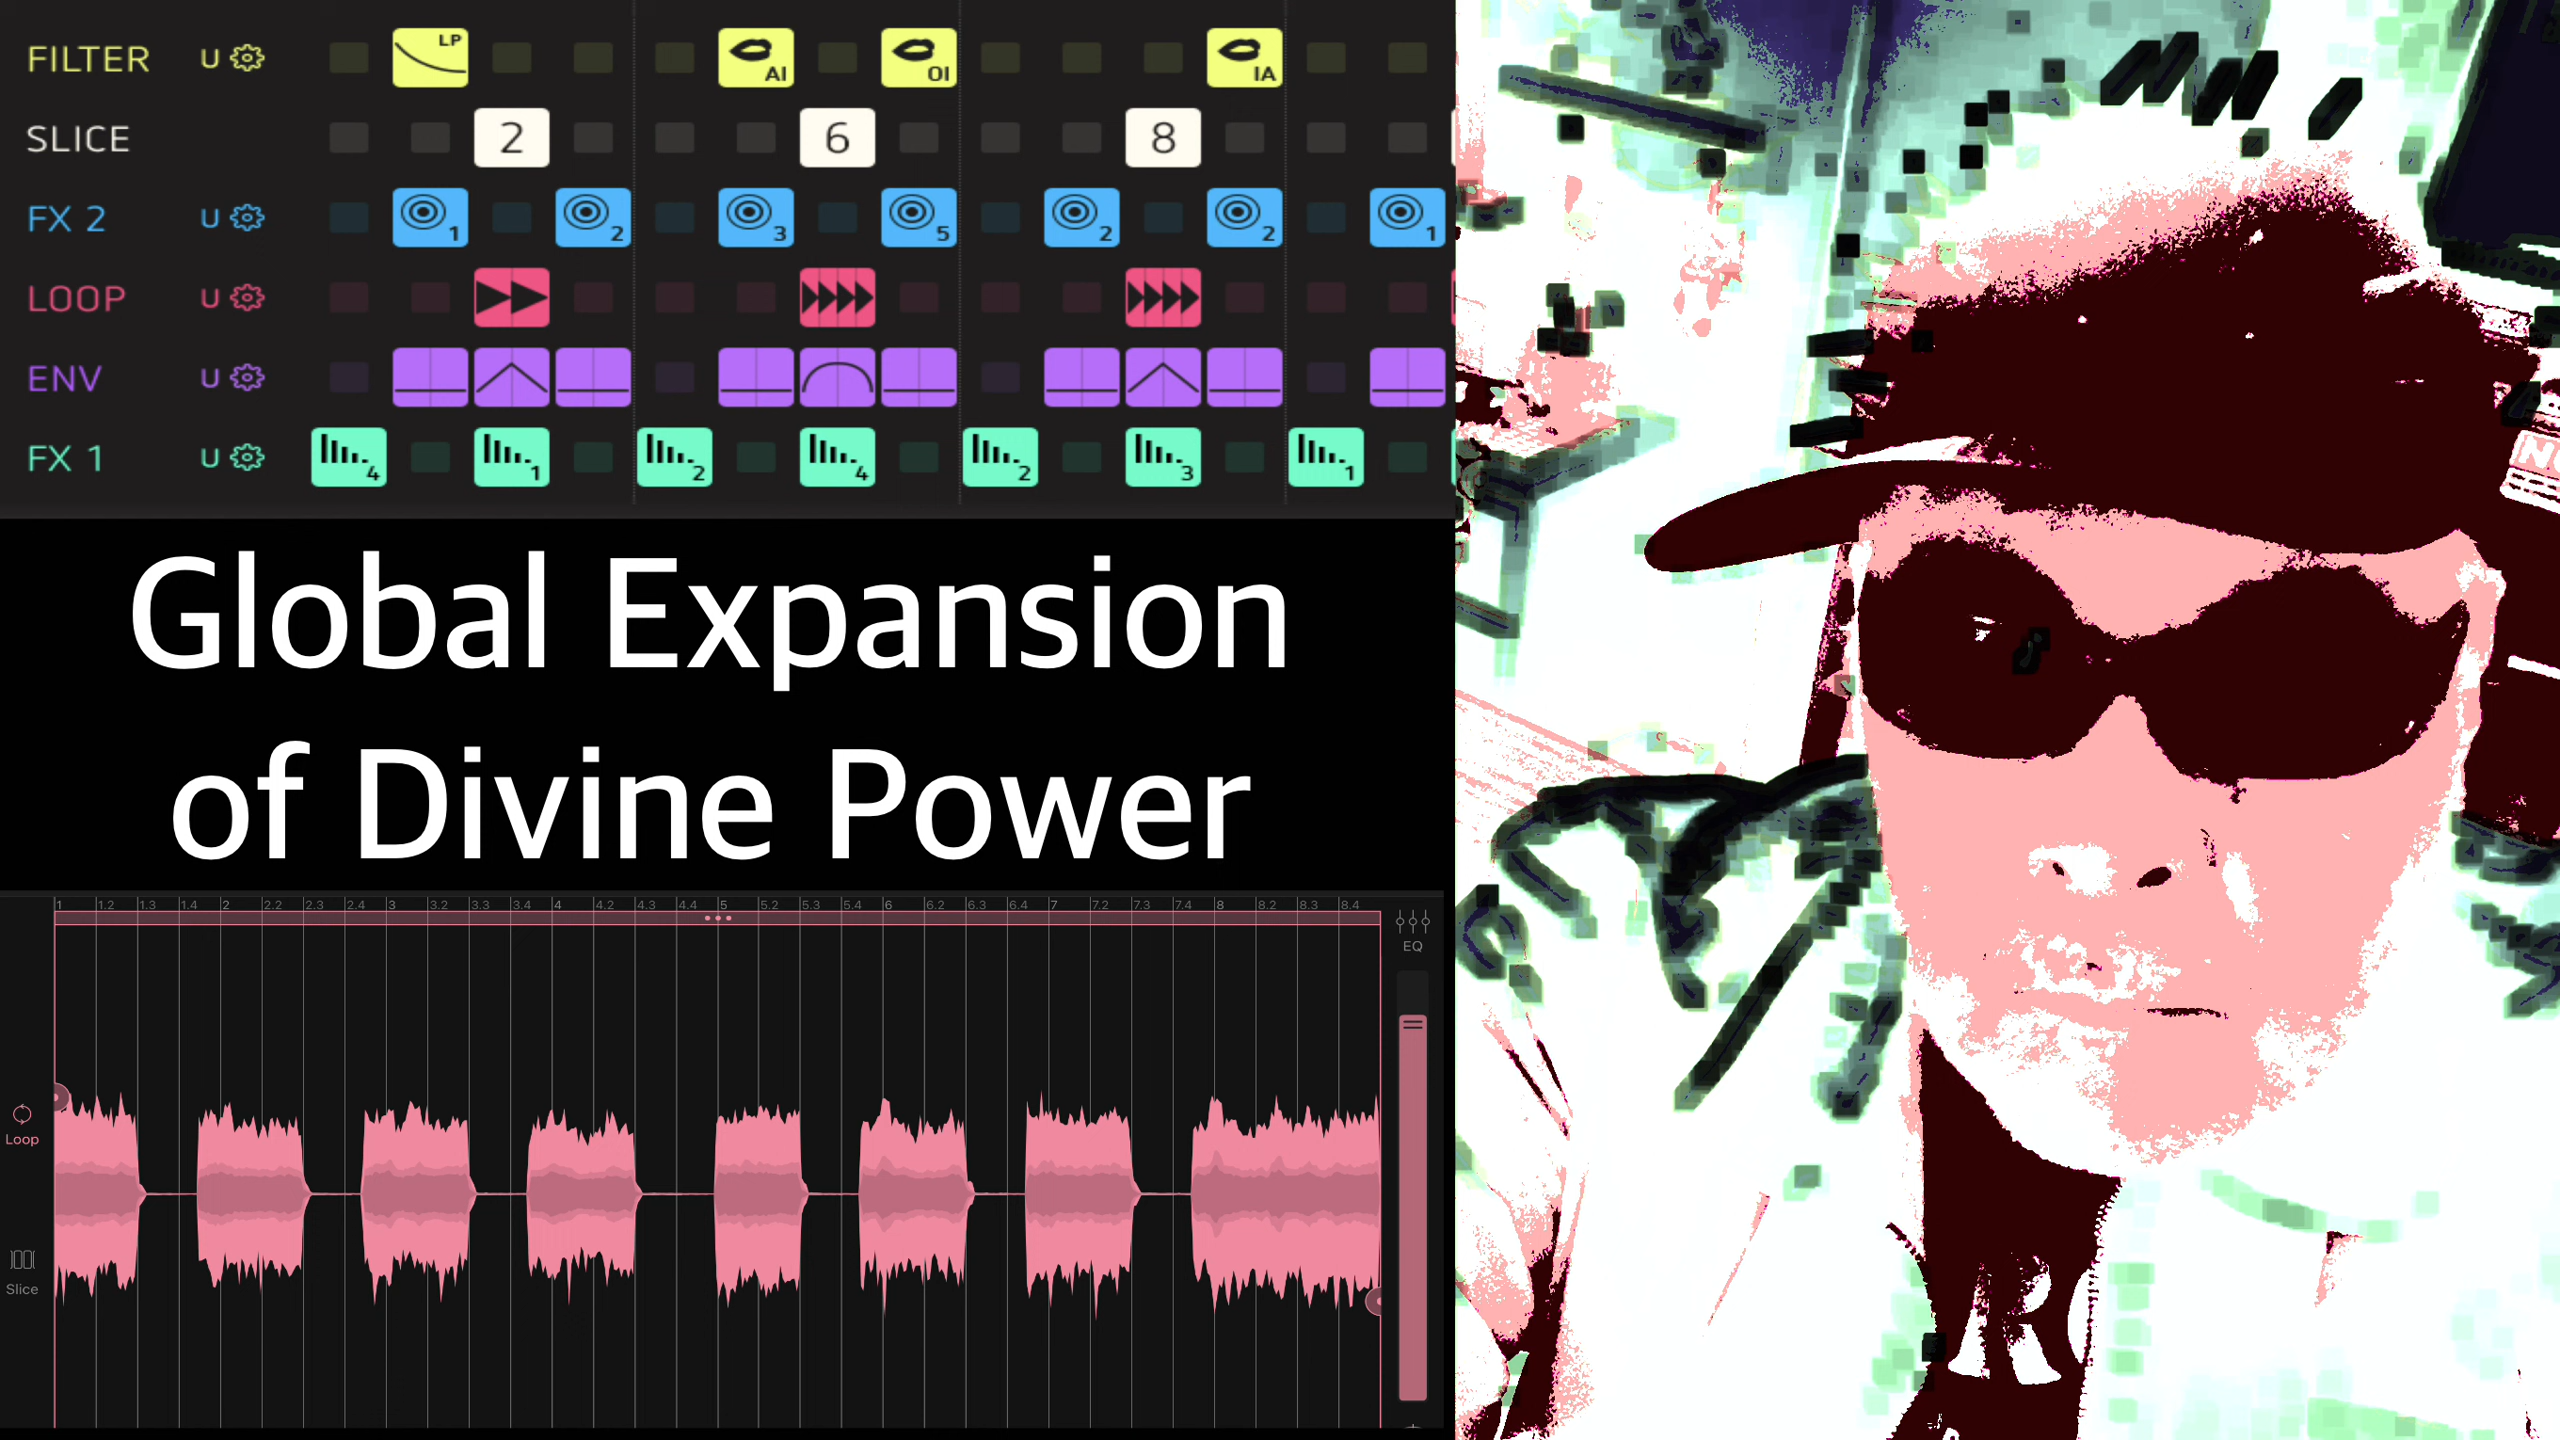 FILTER U LP AI OI IA
SLICE 2 6 8
FX 2 U 1 2 3 5 2 2 1
LOOP U
ENV U
FX 1 U 4 1 2 4 2 3 1
Global Expansion
of Divine Power
1 1.2 1.3 1.4 2 2.2 2.3 2.4 3 3.2 3.3 3.4 4 4.2 4.3 4.4 5 5.2 5.3 5.4 6 6.2 6.3 6.4 7 7.2 7.3 7.4 8 8.2 8.3 8.4
EQ
Loop
Slice
R